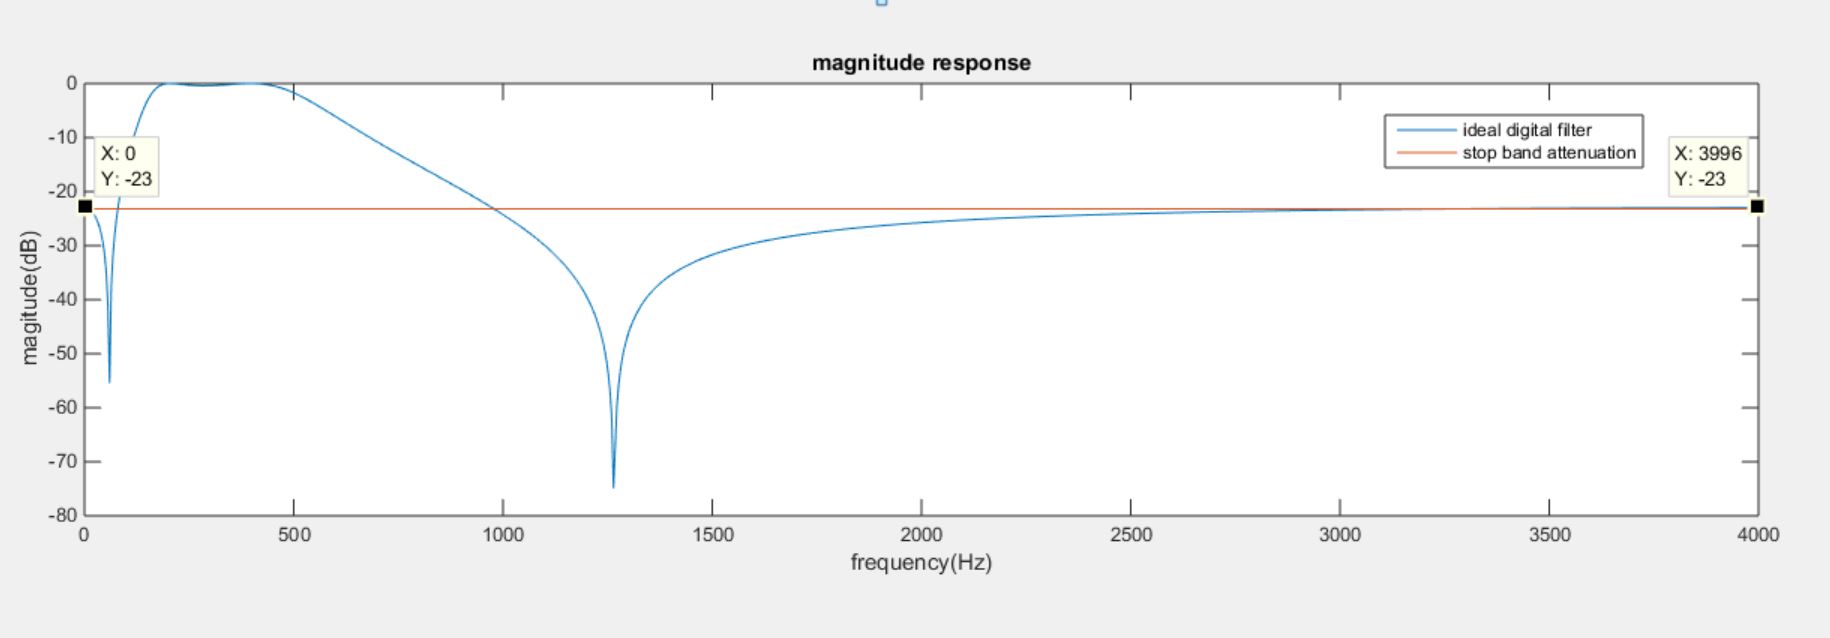 magnitude response
0
-10
-20
-30
-40
-50
-60
-70
-80
magitude(dB)
X: 0
Y: -23
ideal digital filter
stop band attenuation
X: 3996
Y: -23
0 500 1000 1500 2000 2500 3000 3500 4000
frequency(Hz)